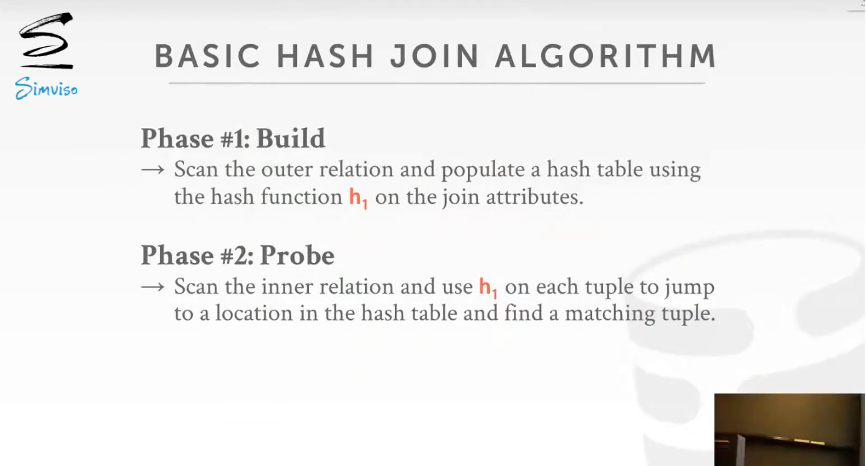 Simviso
BASIC HASH JOIN ALGORITHM
Phase #1: Build
→ Scan the outer relation and populate a hash table using
the hash function h₁ on the join attributes.
Phase #2: Probe
→ Scan the inner relation and use h₁ on each tuple to jump
to a location in the hash table and find a matching tuple.